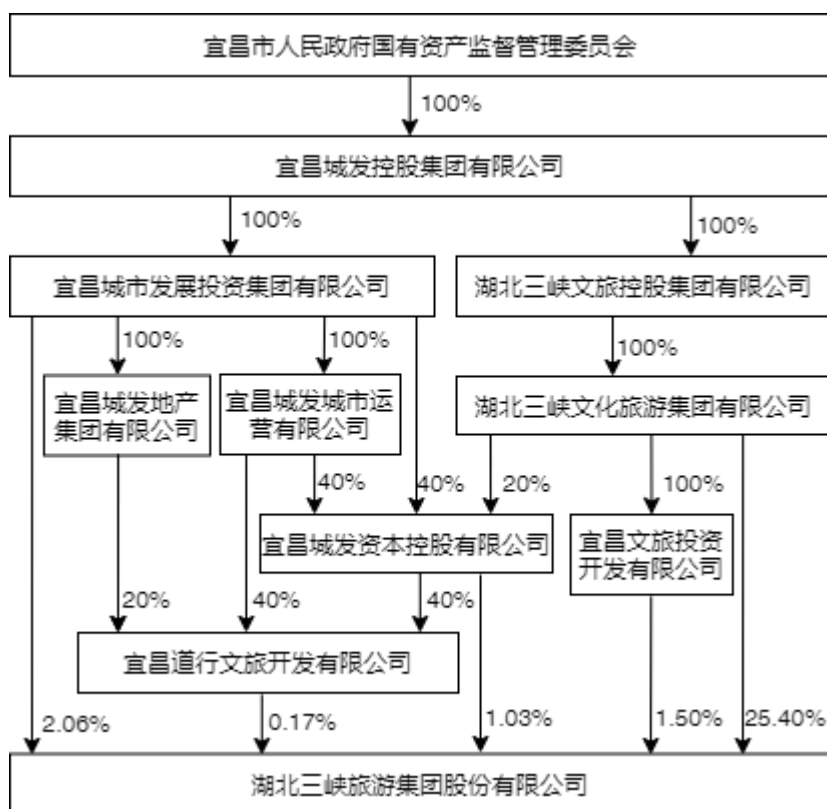 宜昌市人民政府国有资产监督管理委员会
100%
宜昌城发控股集团有限公司
100%
100%
宜昌城市发展投资集团有限公司
湖北三峡文旅控股集团有限公司
100%
100%
100%
宜昌城发地产
集团有限公司
宜昌城发城市运
营有限公司
湖北三峡文化旅游集团有限公司
40%
40%
20%
100%
宜昌城发资本控股有限公司
宜昌文旅投资
开发有限公司
20%
40%
40%
宜昌道行文旅开发有限公司
2.06%
0.17%
1.03%
1.50%
25.40%
湖北三峡旅游集团股份有限公司